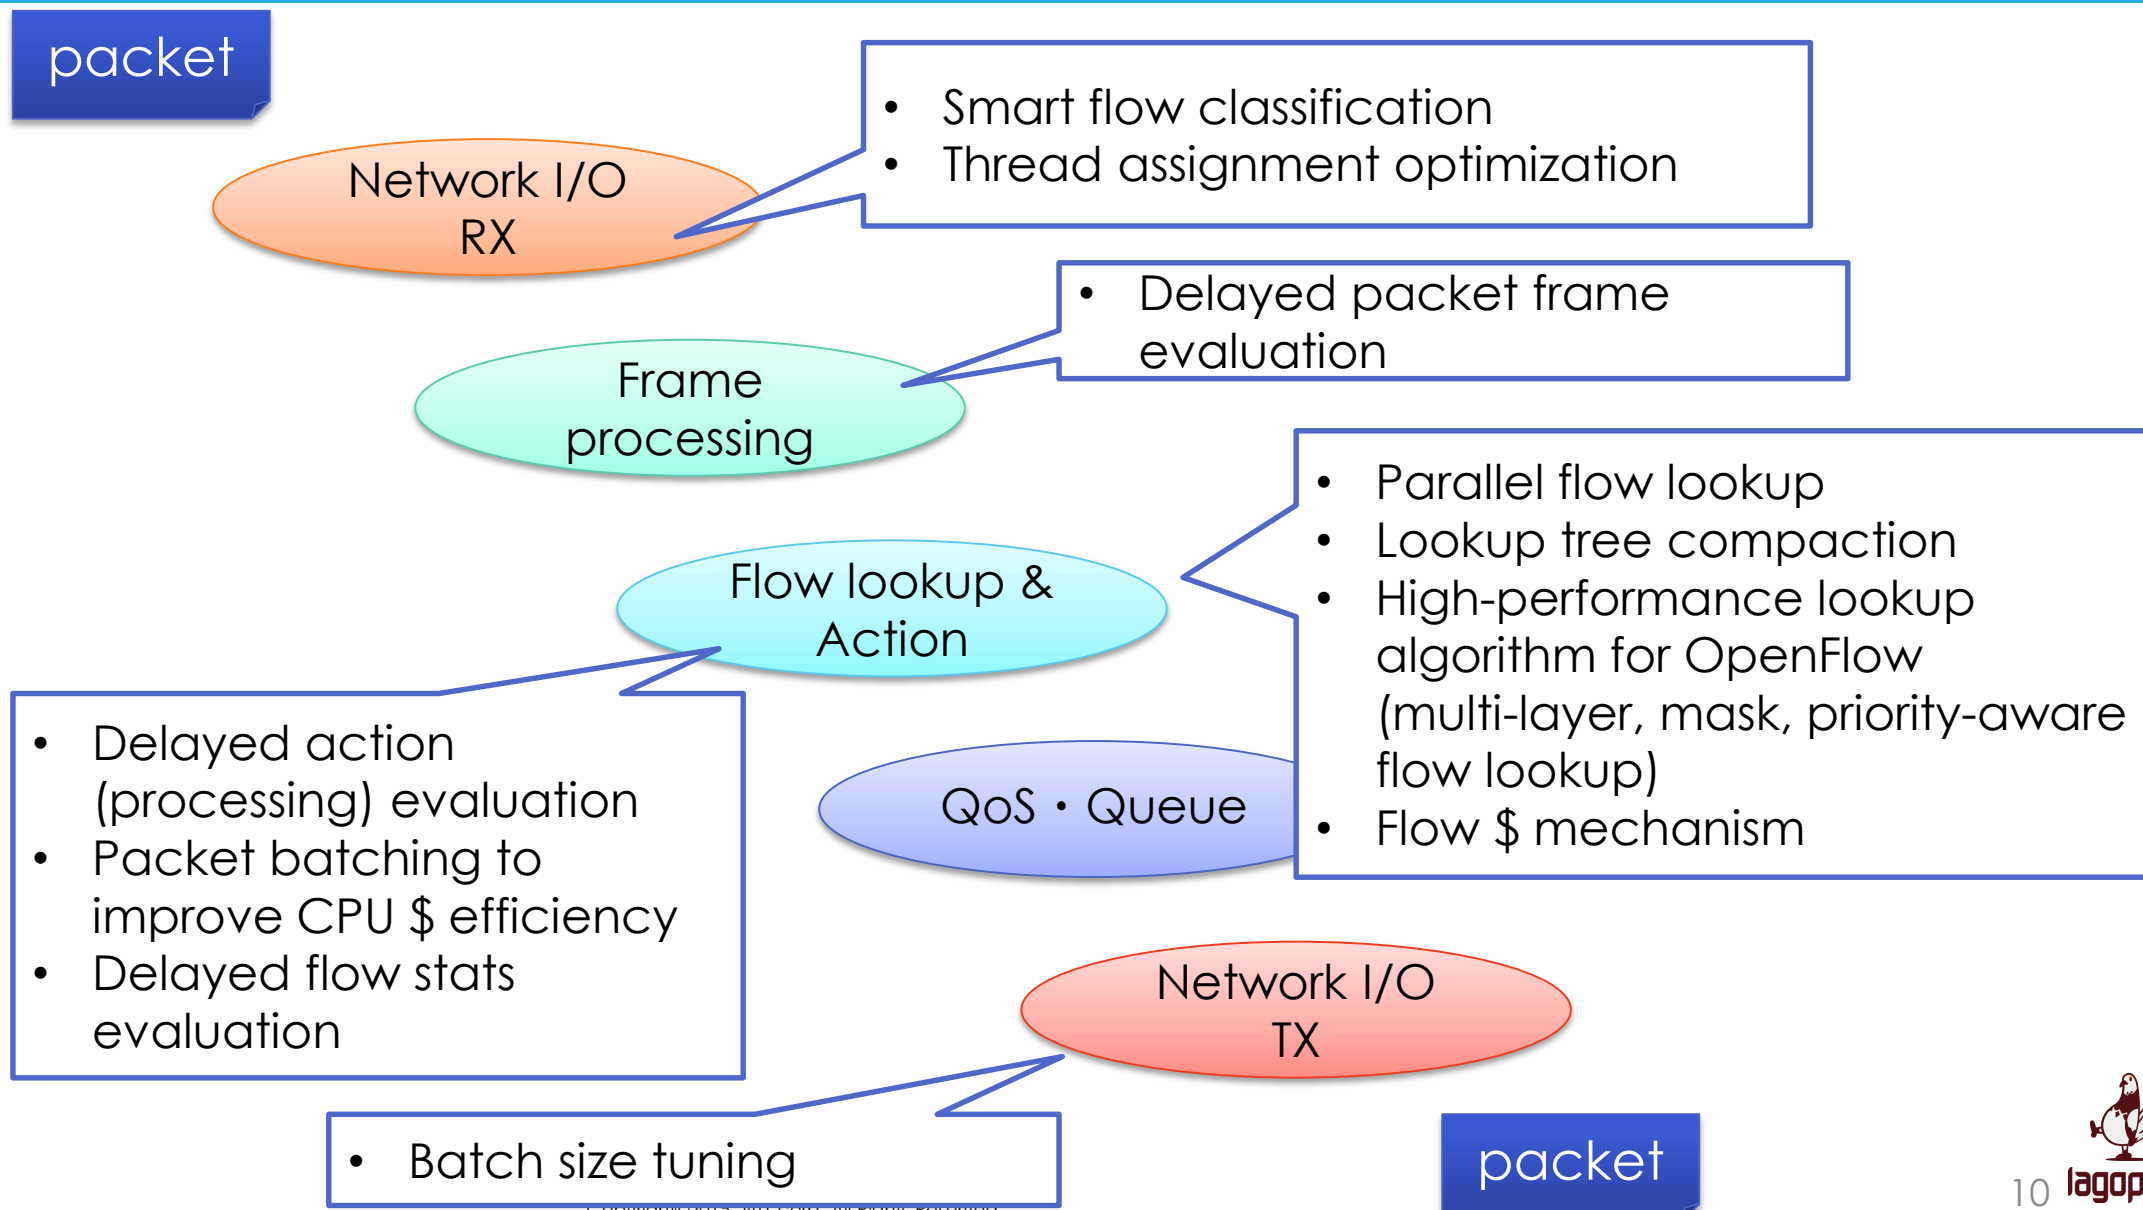 packet
• Smart flow classification
• Thread assignment optimization
Network I/O
RX
• Delayed packet frame
evaluation
Frame
processing
• Parallel flow lookup
• Lookup tree compaction
• High-performance lookup
algorithm for OpenFlow
(multi-layer, mask, priority-aware
flow lookup)
• Flow $ mechanism
Flow lookup &
Action
• Delayed action
(processing) evaluation
• Packet batching to
improve CPU $ efficiency
• Delayed flow stats
evaluation
QoS・Queue
Network I/O
TX
• Batch size tuning
packet
10